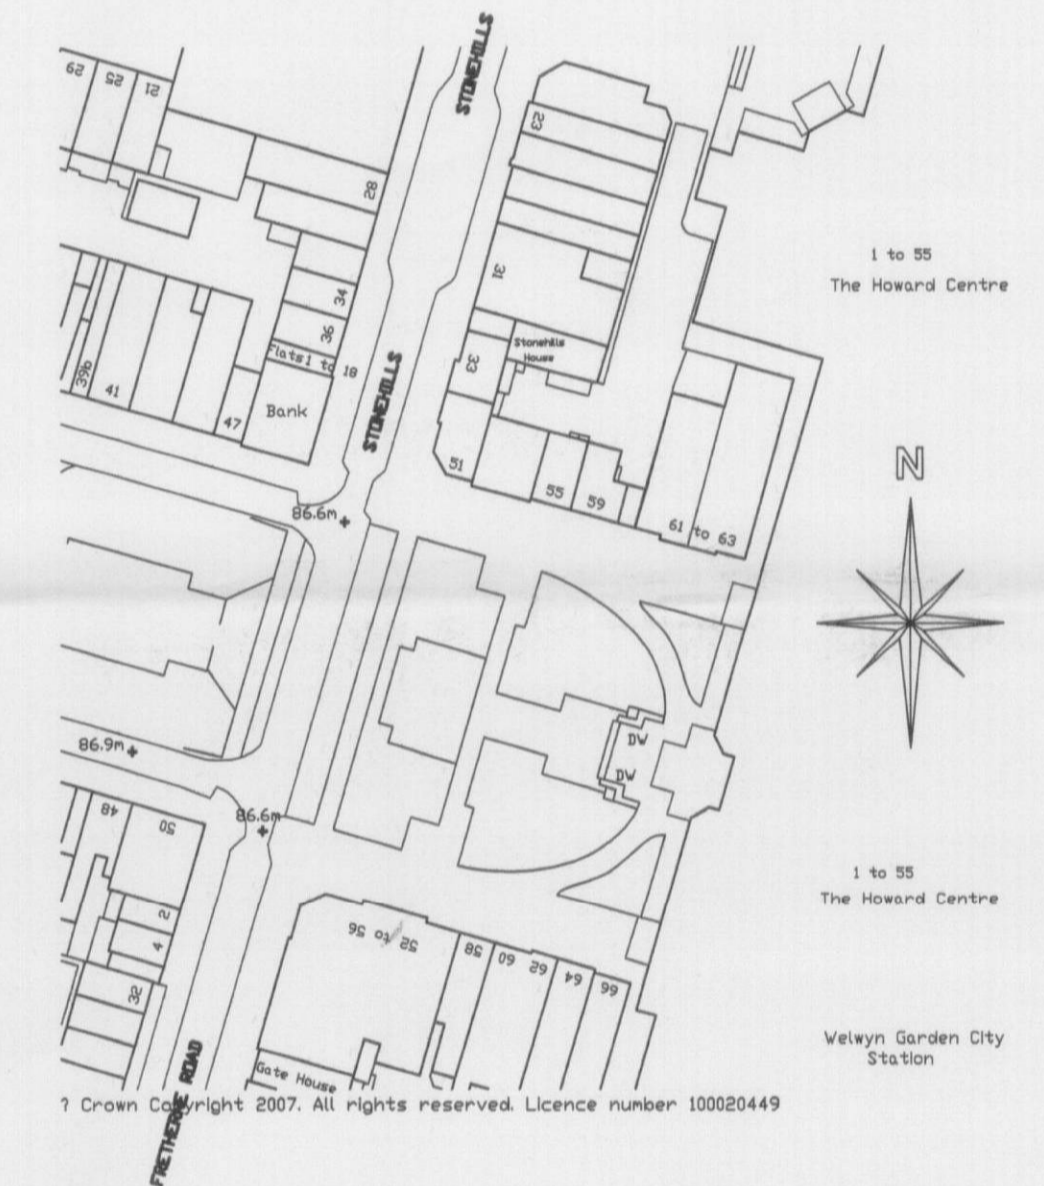 STONEHILLS
29
25
21
23
28
31
1 to 55
The Howard Centre
34
36
Stonehills
House
Flats 1 to 18
33
39b
41
Bank
47
51
55
59
N
86.6m
61 to 63
86.9m
DW
DW
48
50
86.6m
1 to 55
The Howard Centre
2
4
32
52 to 56
58
60
62
64
66
STONEHILLS
Welwyn Garden City
Station
Gate House
FRETHERNE ROAD
? Crown Copyright 2007. All rights reserved. Licence number 100020449